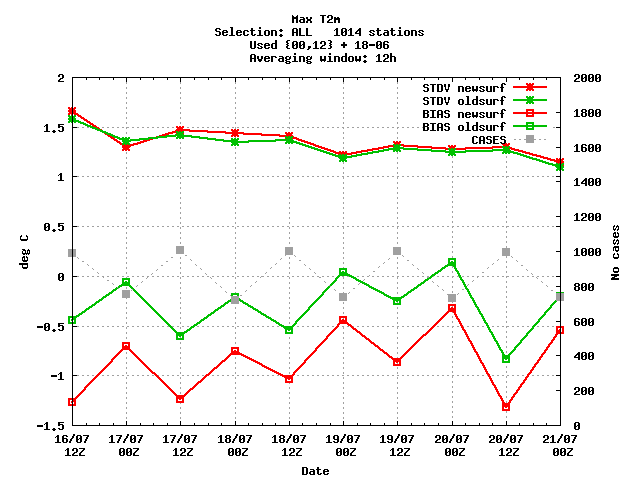 Max T2m
Selection: ALL   1014 stations
Used {00,12} + 18-06
Averaging window: 12h
STDV newsurf
STDV oldsurf
BIAS newsurf
BIAS oldsurf
CASES
2
1.5
1
0.5
0
-0.5
-1
-1.5
deg C
2000
1800
1600
1400
1200
1000
800
600
400
200
0
No cases
16/07 17/07 17/07 18/07 18/07 19/07 19/07 20/07 20/07 21/07
12Z 00Z 12Z 00Z 12Z 00Z 12Z 00Z 12Z 00Z
Date